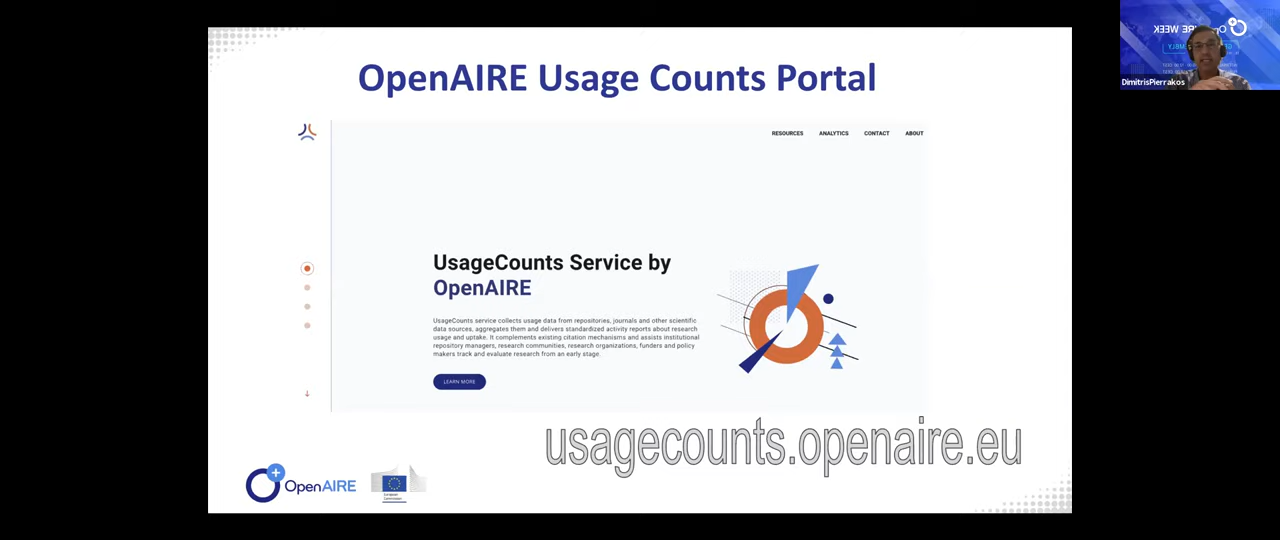 OpenAIRE Usage Counts Portal
RESOURCES ANALYTICS CONTACT ABOUT
UsageCounts Service by
OpenAIRE
UsageCounts service collects usage data from repositories, journals and other scientific
data sources, aggregates them and delivers standardized activity reports about research
usage and uptake. It complements existing citation mechanisms and assists institutional
repository managers, research communities, research organizations, funders and policy
makers track and evaluate research from an early stage.
LEARN MORE
usagecounts.openaire.eu
OpenAIRE
European
Commission
WEEK
DimitrisPierrakos